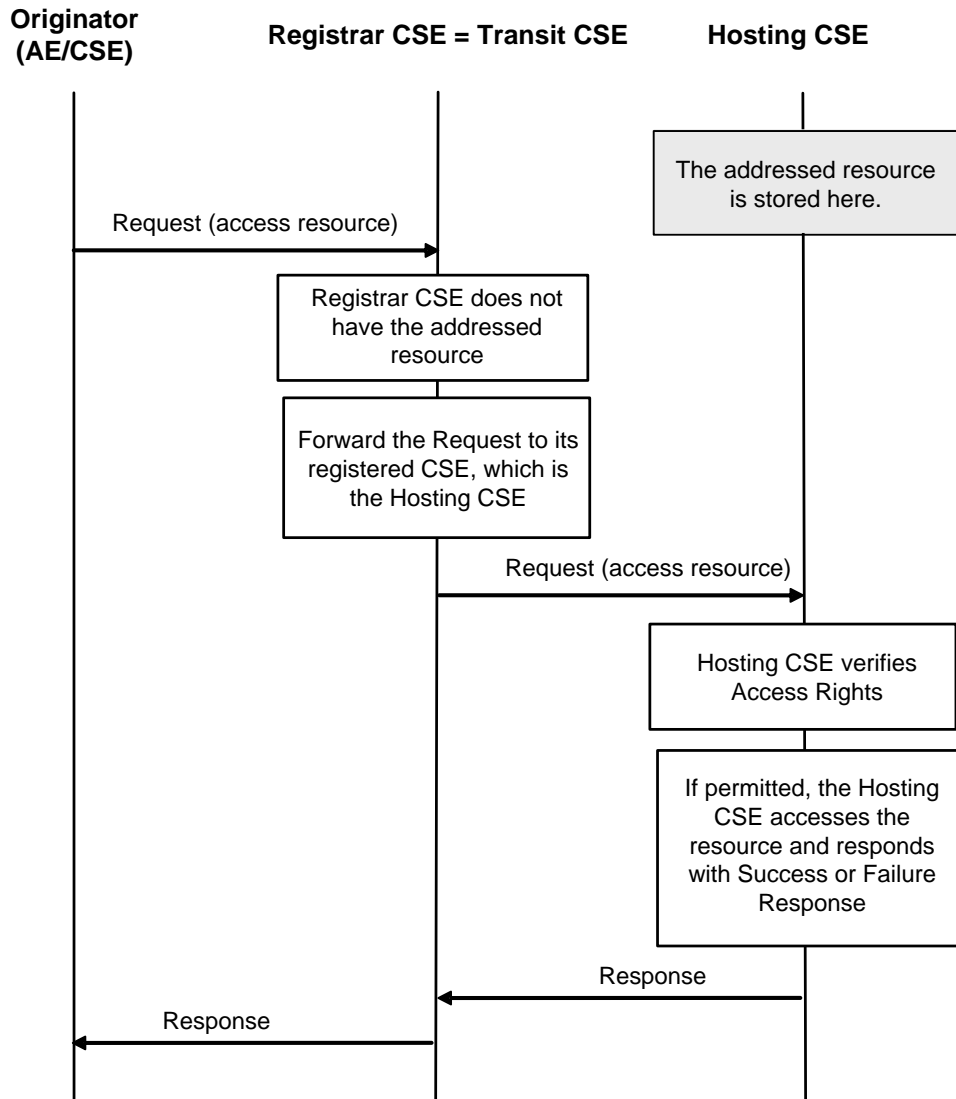 Originator
(AE/CSE)
Registrar CSE = Transit CSE
Hosting CSE
The addressed resource
is stored here.
Request (access resource)
Registrar CSE does not
have the addressed
resource
Forward the Request to its
registered CSE, which is
the Hosting CSE
Request (access resource)
Hosting CSE verifies
Access Rights
If permitted, the Hosting
CSE accesses the
resource and responds
with Success or Failure
Response
Response
Response